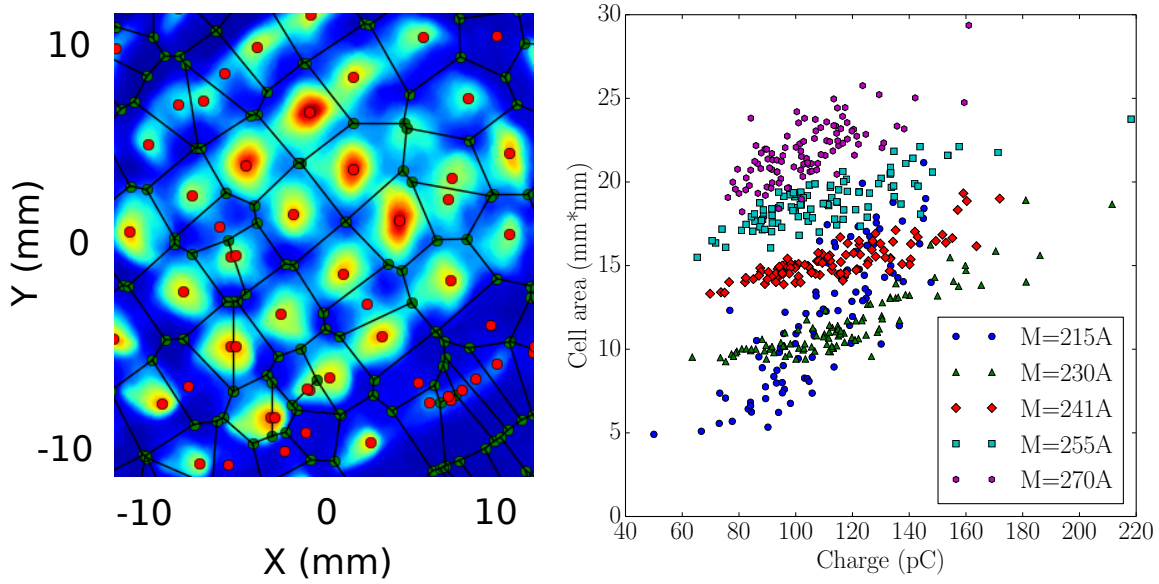 10
0
-10
Y (mm)
-10 0 10
X (mm)
30
25
20
15
10
5
0
Cell area (mm*mm)
M=215A
M=230A
M=241A
M=255A
M=270A
40 60 80 100 120 140 160 180 200 220
Charge (pC)